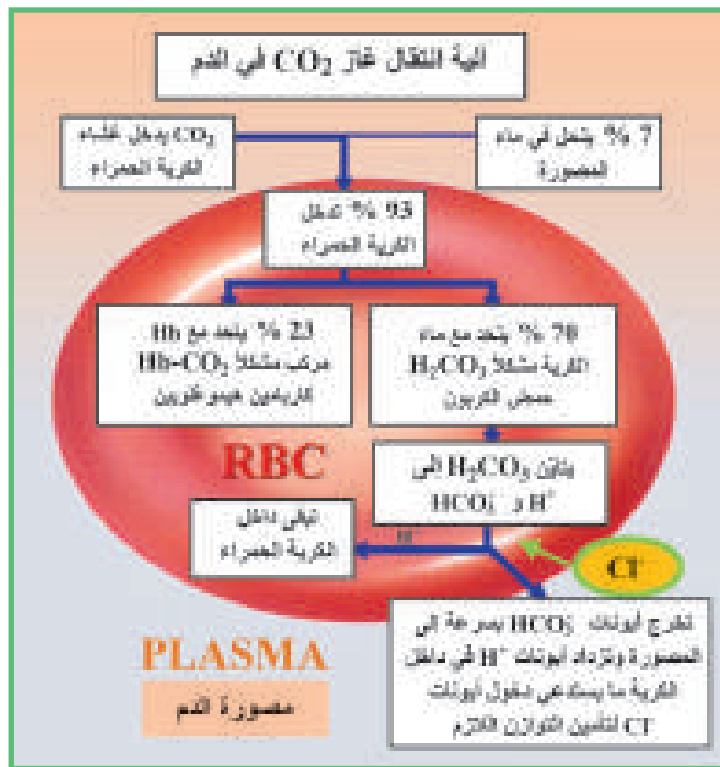 آلية انتقال غاز CO₂ في الدم
7 % ينحل في ماء
المصورة
CO₂ يدخل غشاء
الكرية الحمراء
93 % تدخل
الكرية الحمراء
70 % يتحد مع ماء
الكرية مشكلاً H₂CO₃
حمض الكربون
23 % يتحد مع Hb
مركب مشكلاً Hb-CO₂
كاربامين هيموغلوبين
RBC
يتأين H₂CO₃ إلى
H⁺ و HCO₃⁻
تبقى داخل
الكرية الحمراء
H⁺
Cl⁻
تخرج أيونات HCO₃⁻ بسرعة إلى
المصورة وتزداد أيونات H⁺ في داخل
الكرية ما يستدعي دخول أيونات
Cl⁻ لتأمين التوازن اللازم
PLASMA
مصورة الدم